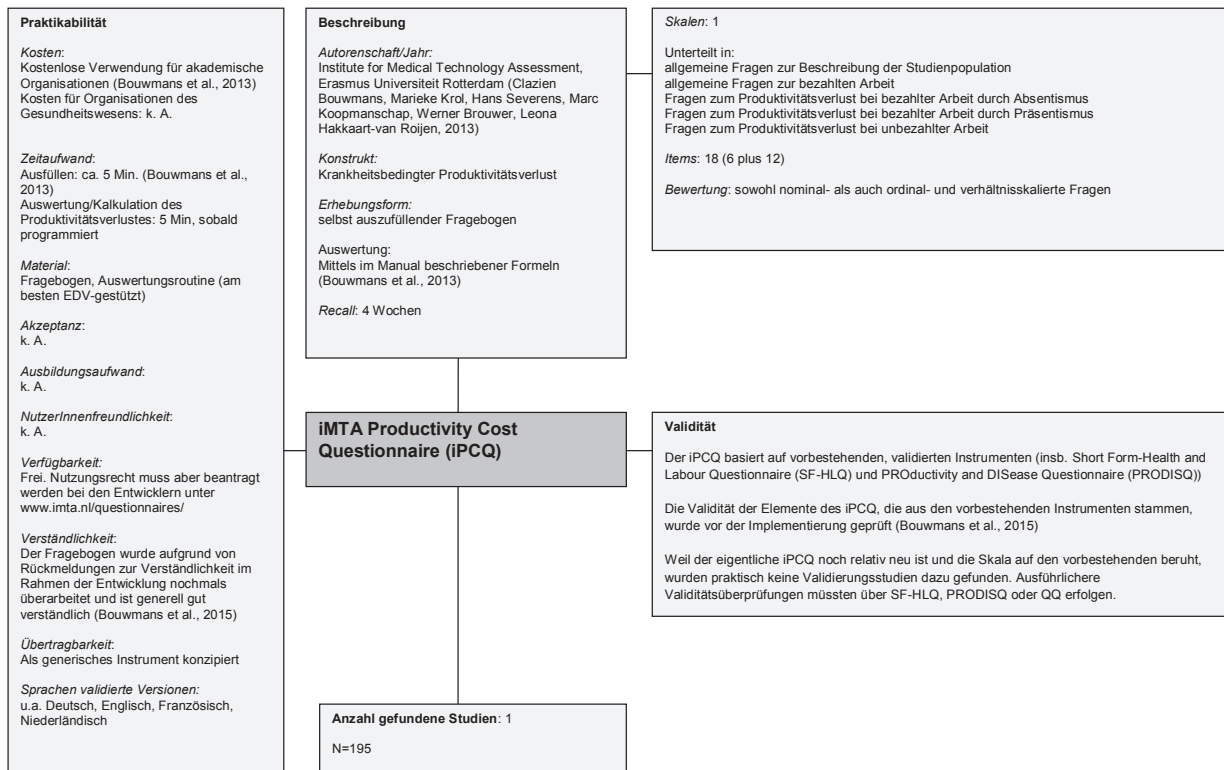 Praktikabilität
Kosten:
Kostenlose Verwendung für akademische
Organisationen (Bouwmans et al., 2013)
Kosten für Organisationen des
Gesundheitswesens: k. A.
Zeitaufwand:
Ausfüllen: ca. 5 Min. (Bouwmans et al.,
2013)
Auswertung/Kalkulation des
Produktivitätsverlustes: 5 Min, sobald
programmiert
Material:
Fragebogen, Auswertungsroutine (am
besten EDV-gestützt)
Akzeptanz:
k. A.
Ausbildungsaufwand:
k. A.
NutzerInnenfreundlichkeit:
k. A.
Verfügbarkeit:
Frei. Nutzungsrecht muss aber beantragt
werden bei den Entwicklern unter
www.imta.nl/questionnaires/
Verständlichkeit:
Der Fragebogen wurde aufgrund von
Rückmeldungen zur Verständlichkeit im
Rahmen der Entwicklung nochmals
überarbeitet und ist generell gut
verständlich (Bouwmans et al., 2015)
Übertragbarkeit:
Als generisches Instrument konzipiert
Sprachen validierte Versionen:
u.a. Deutsch, Englisch, Französisch,
Niederländisch
Beschreibung
Autorenschaft/Jahr:
Institute for Medical Technology Assessment,
Erasmus Universiteit Rotterdam (Clazien
Bouwmans, Marieke Krol, Hans Severens, Marc
Koopmanschap, Werner Brouwer, Leona
Hakkaart-van Roijen, 2013)
Konstrukt:
Krankheitsbedingter Produktivitätsverlust
Erhebungsform:
selbst auszufüllender Fragebogen
Auswertung:
Mittels im Manual beschriebener Formeln
(Bouwmans et al., 2013)
Recall: 4 Wochen
Skalen: 1
Unterteilt in:
allgemeine Fragen zur Beschreibung der Studienpopulation
allgemeine Fragen zur bezahlten Arbeit
Fragen zum Produktivitätsverlust bei bezahlter Arbeit durch Absentismus
Fragen zum Produktivitätsverlust bei bezahlter Arbeit durch Präsentismus
Fragen zum Produktivitätsverlust bei unbezahlter Arbeit
Items: 18 (6 plus 12)
Bewertung: sowohl nominal- als auch ordinal- und verhältnisskalierte Fragen
iMTA Productivity Cost
Questionnaire (iPCQ)
Validität
Der iPCQ basiert auf vorbestehenden, validierten Instrumenten (insb. Short Form-Health and
Labour Questionnaire (SF-HLQ) und PROductivity and DISease Questionnaire (PRODISQ))
Die Validität der Elemente des iPCQ, die aus den vorbestehenden Instrumenten stammen,
wurde vor der Implementierung geprüft (Bouwmans et al., 2015)
Weil der eigentliche iPCQ noch relativ neu ist und die Skala auf den vorbestehenden beruht,
wurden praktisch keine Validierungsstudien dazu gefunden. Ausführlichere
Validitätsüberprüfungen müssten über SF-HLQ, PRODISQ oder QQ erfolgen.
Anzahl gefundene Studien: 1
N=195